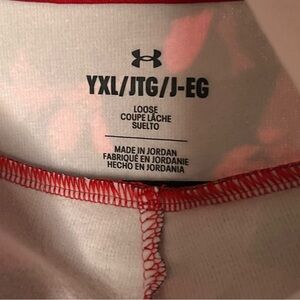 YXL/JTG/J-EG
LOOSE
COUPE LÂCHE
SUELTO
MADE IN JORDAN
FABRIQUÉ EN JORDANIE
HECHO EN JORDANIA